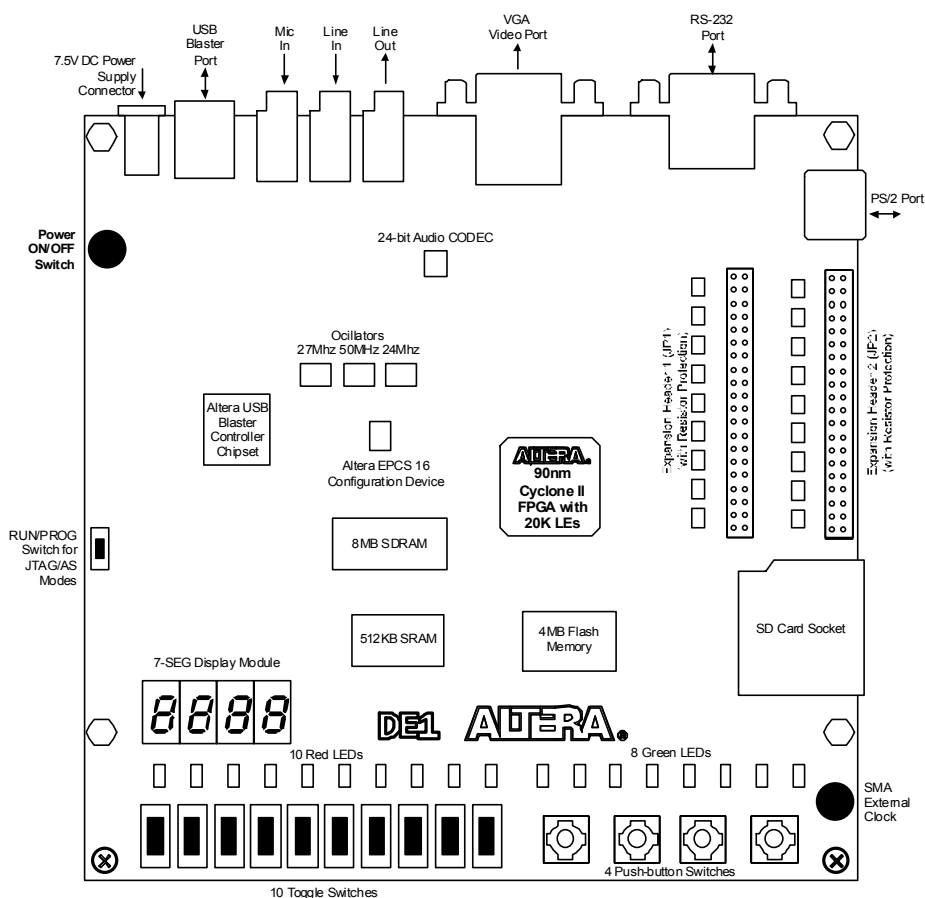 USB
Blaster
Port
Mic
In
Line
In
Line
Out
VGA
Video Port
RS-232
Port
7.5V DC Power
Supply
Connector
PS/2 Port
Power
ON/OFF
Switch
24-bit Audio CODEC
Ocillators
27Mhz 50MHz 24Mhz
Expansion Header 1 (JP1)
(with Resistor Protection)
Expansion Header 2 (JP2)
(with Resistor Protection)
Altera USB
Blaster
Controller
Chipset
Altera EPCS 16
Configuration Device
ALTERA®
90nm
Cyclone II
FPGA with
20K LEs
RUN/PROG
Switch for
JTAG/AS
Modes
8MB SDRAM
512KB SRAM
4MB Flash
Memory
SD Card Socket
7-SEG Display Module
8888
DE1 ALTERA®
10 Red LEDs
8 Green LEDs
SMA
External
Clock
4 Push-button Switches
10 Toggle Switches